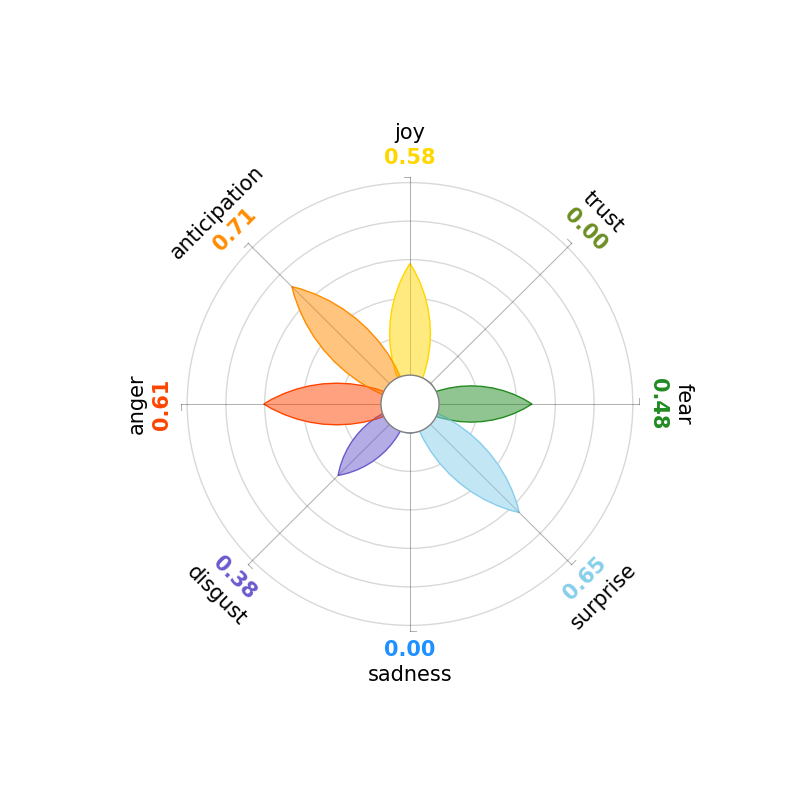 joy
0.58
trust
0.00
fear
0.48
surprise
0.65
0.00
sadness
disgust
0.38
anger
0.61
anticipation
0.71